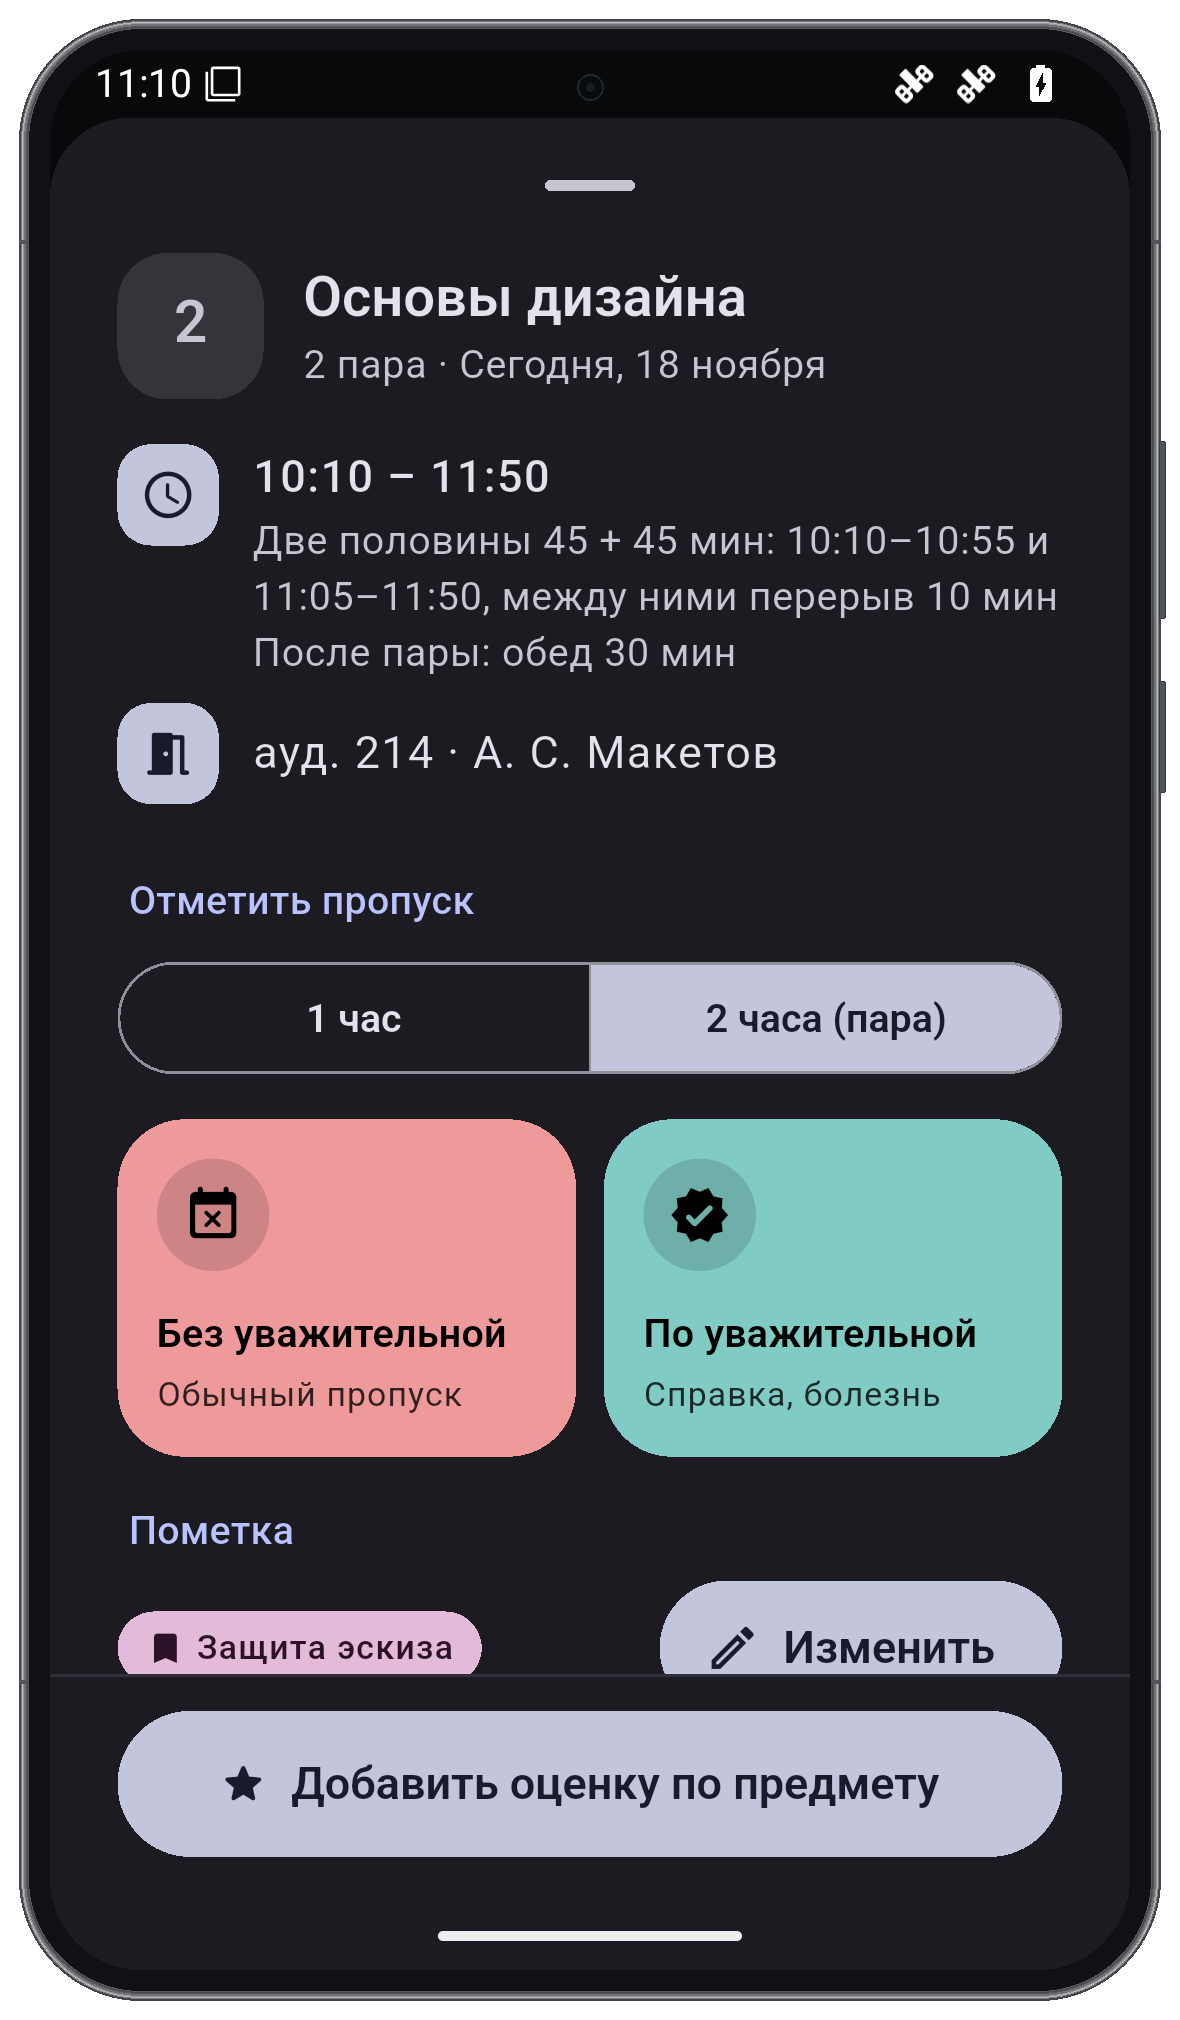 11:10
2
Основы дизайна
2 пара · Сегодня, 18 ноября
10:10 – 11:50
Две половины 45 + 45 мин: 10:10–10:55 и
11:05–11:50, между ними перерыв 10 мин
После пары: обед 30 мин
ауд. 214 · А. С. Макетов
Отметить пропуск
1 час
2 часа (пара)
Без уважительной
Обычный пропуск
По уважительной
Справка, болезнь
Пометка
Защита эскиза
Изменить
Добавить оценку по предмету